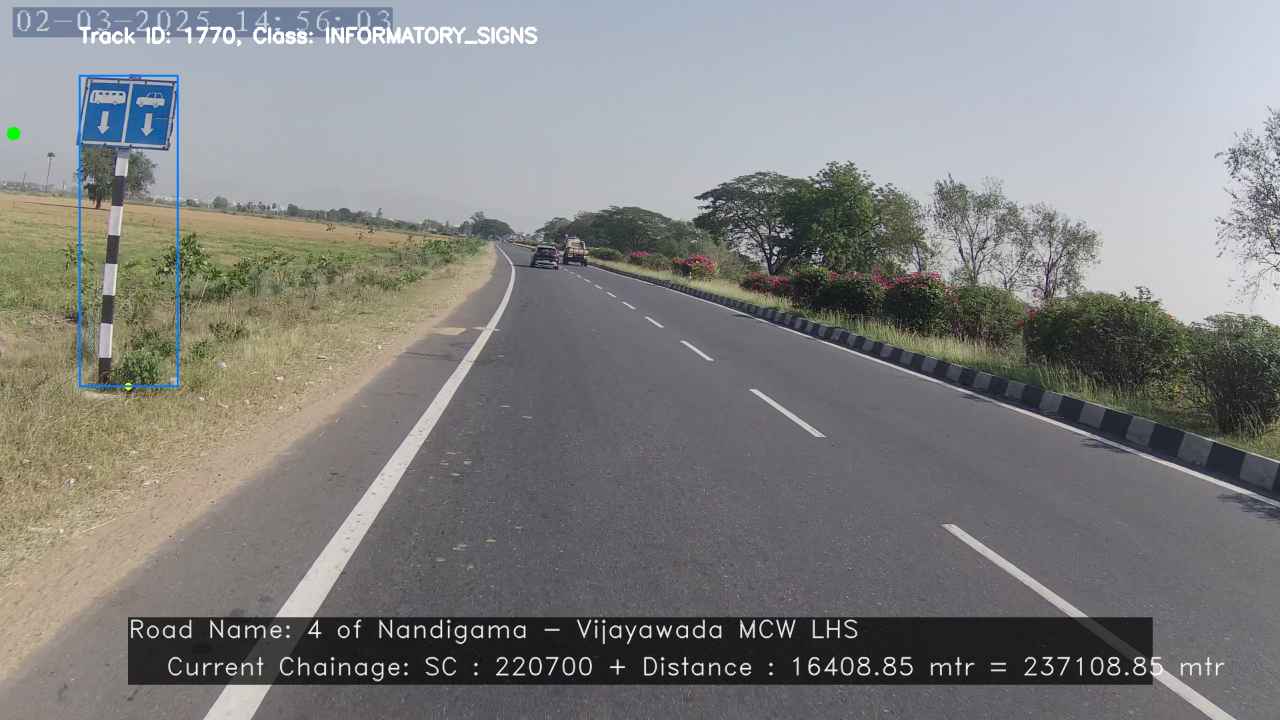 02-03-2025 14:56:03
Track ID: 1770, Class: INFORMATORY_SIGNS
Road Name: 4 of Nandigama - Vijayawada MCW LHS
Current Chainage: SC : 220700 + Distance : 16408.85 mtr = 237108.85 mtr